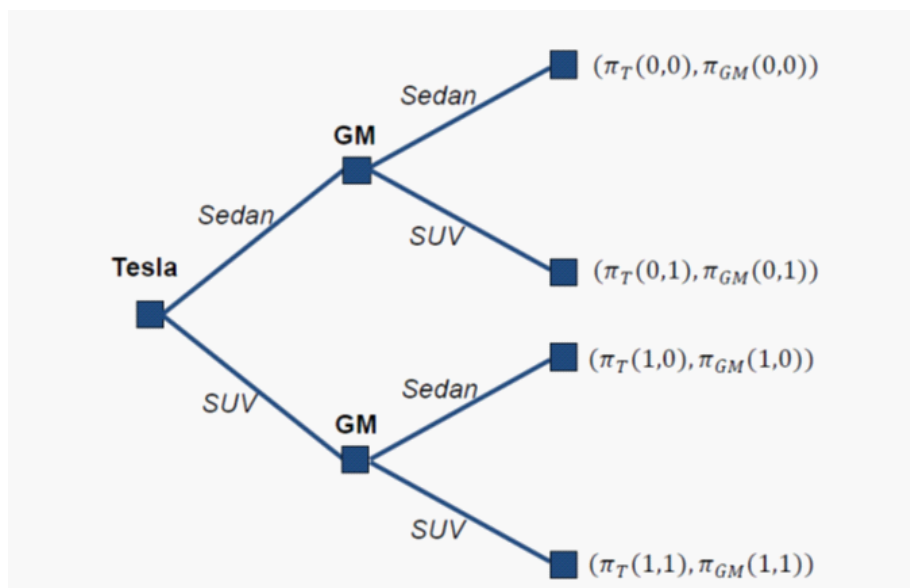 (π_T(0,0), π_GM(0,0))
Sedan
GM
Sedan
SUV
Tesla
(π_T(0,1), π_GM(0,1))
(π_T(1,0), π_GM(1,0))
SUV
Sedan
GM
SUV
(π_T(1,1), π_GM(1,1))